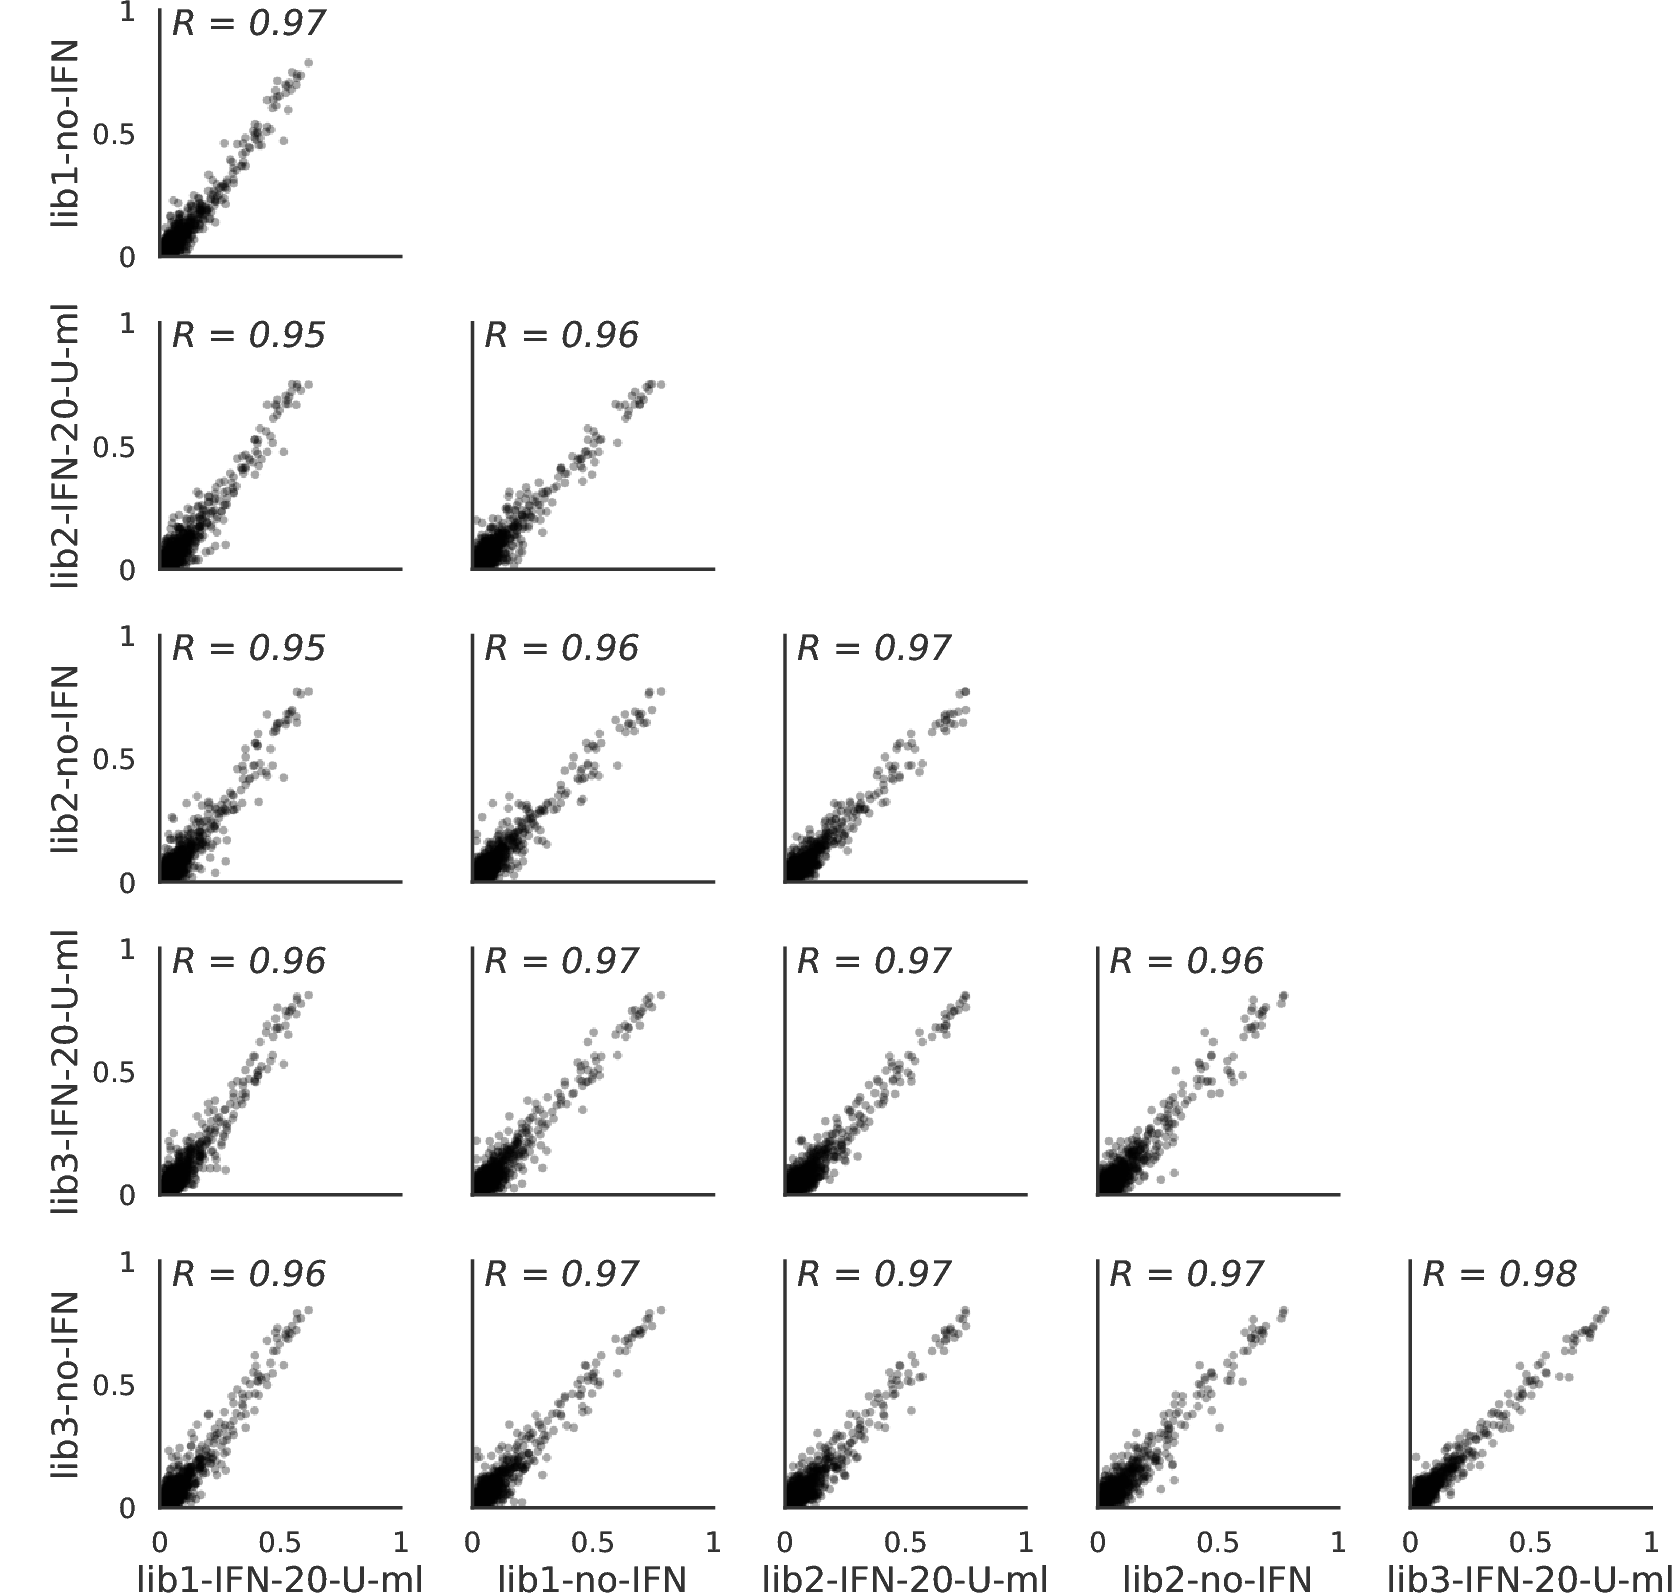 1
R = 0.97
lib1-no-IFN
0.5
0
1
R = 0.95
R = 0.96
lib2-IFN-20-U-ml
0.5
0
1
R = 0.95
R = 0.96
R = 0.97
lib2-no-IFN
0.5
0
1
R = 0.96
R = 0.97
R = 0.97
R = 0.96
lib3-IFN-20-U-ml
0.5
0
1
R = 0.96
R = 0.97
R = 0.97
R = 0.97
R = 0.98
lib3-no-IFN
0.5
0
0 0.5 1
0 0.5 1
0 0.5 1
0 0.5 1
0 0.5 1
lib1-IFN-20-U-ml
lib1-no-IFN
lib2-IFN-20-U-ml
lib2-no-IFN
lib3-IFN-20-U-ml